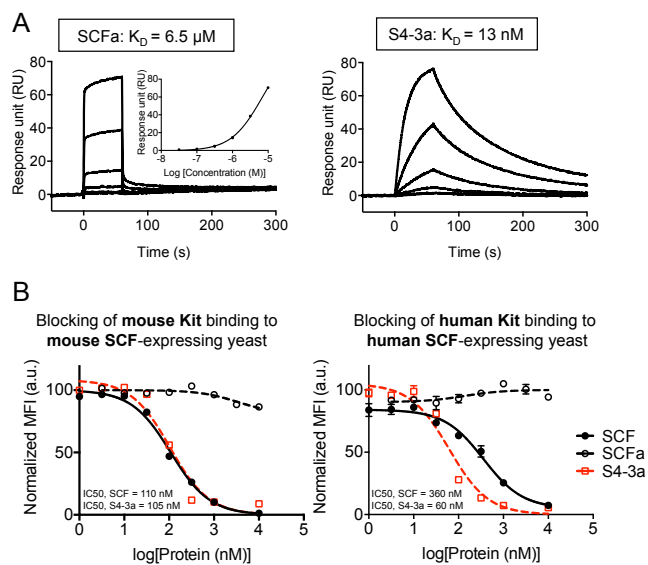 A
SCFa: K_D = 6.5 μM
S4-3a: K_D = 13 nM
Response unit (RU)
80
60
40
20
0
0
100
200
300
Time (s)
Response unit (RU)
80
60
40
20
0
-8
-7
-6
-5
Log [Concentration (M)]
Response unit (RU)
80
60
40
20
0
0
100
200
300
Time (s)
B
Blocking of mouse Kit binding to
mouse SCF-expressing yeast
Normalized MFI (a.u.)
100
50
0
IC50, SCF = 110 nM
IC50, S4-3a = 105 nM
0
1
2
3
4
5
log[Protein (nM)]
Blocking of human Kit binding to
human SCF-expressing yeast
Normalized MFI (a.u.)
100
50
0
IC50, SCF = 360 nM
IC50, S4-3a = 60 nM
0
1
2
3
4
5
log[Protein (nM)]
SCF
SCFa
S4-3a